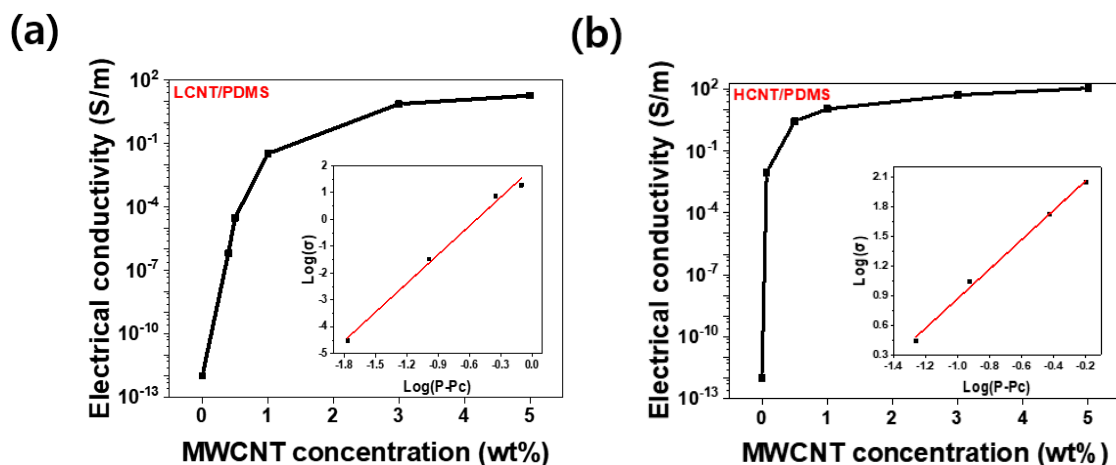 (a)
LCNT/PDMS
Electrical conductivity (S/m)
10^2
10^-1
10^-4
10^-7
10^-10
10^-13
0 1 3 5
MWCNT concentration (wt%)
Log(σ)
2
1
0
-1
-2
-3
-4
-5
-1.8 -1.5 -1.2 -0.9 -0.6 -0.3 0.0
Log(P-Pc)
(b)
HCNT/PDMS
Electrical conductivity (S/m)
10^2
10^-1
10^-4
10^-7
10^-10
10^-13
0 1 3 5
MWCNT concentration (wt%)
Log(σ)
2.1
1.8
1.5
1.2
0.9
0.6
0.3
-1.4 -1.2 -1.0 -0.8 -0.6 -0.4 -0.2
Log(P-Pc)